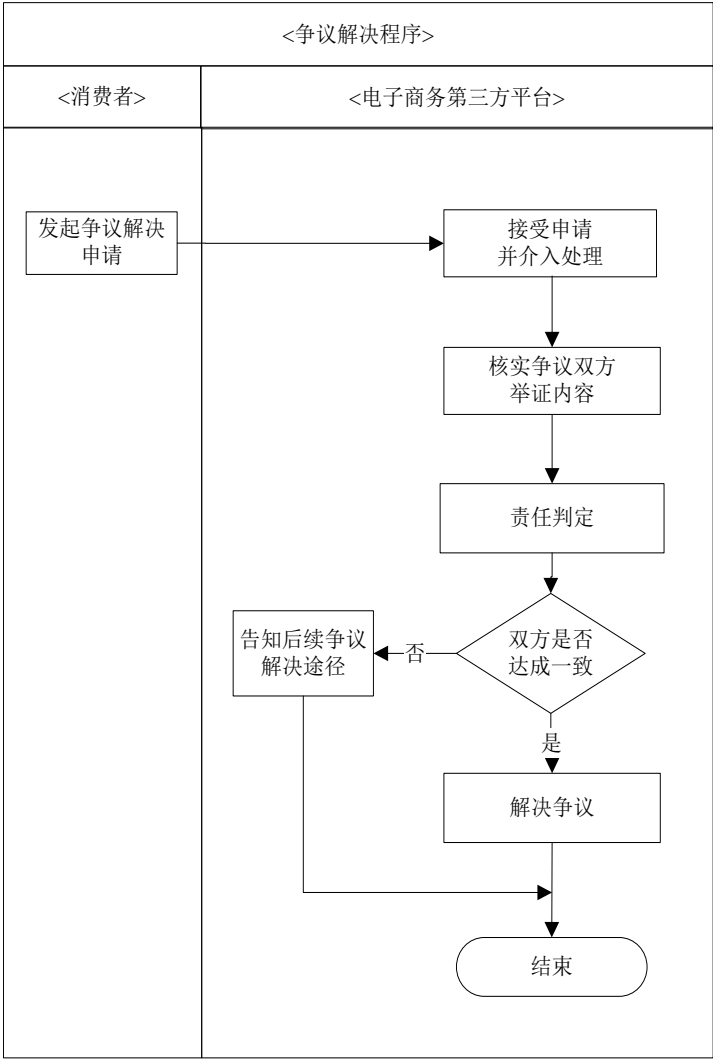 <争议解决程序>
<消费者>
<电子商务第三方平台>
发起争议解决
申请
接受申请
并介入处理
核实争议双方
举证内容
责任判定
双方是否
达成一致
否
告知后续争议
解决途径
是
解决争议
结束